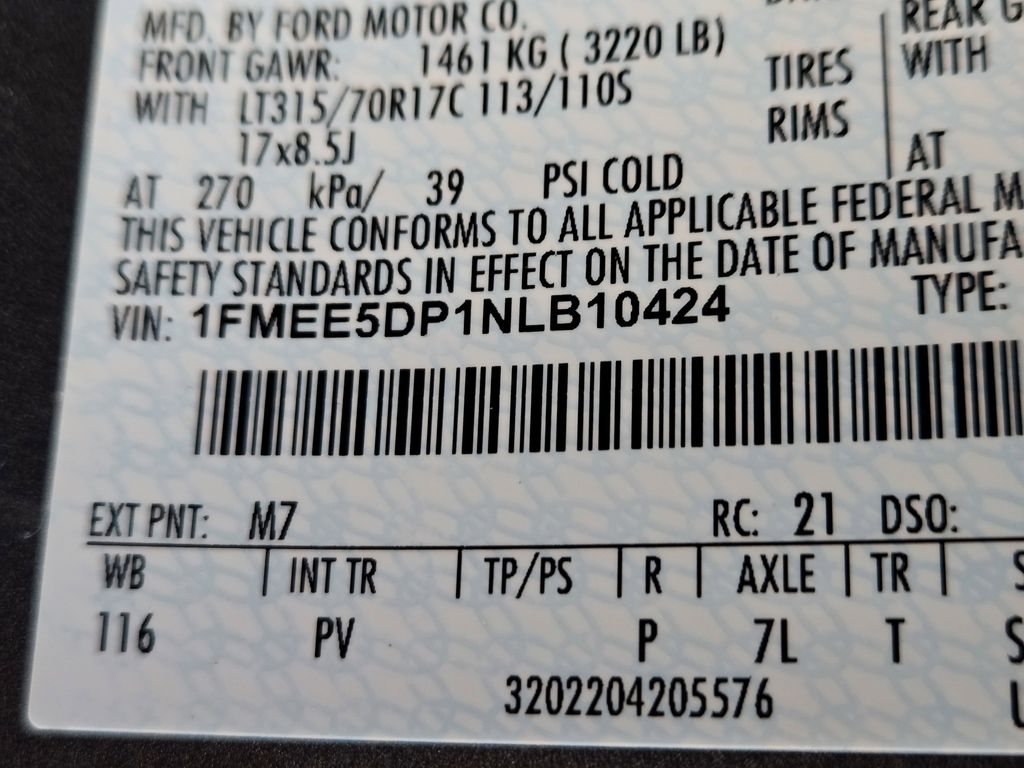 MFD. BY FORD MOTOR CO.
FRONT GAWR: 1461 KG ( 3220 LB)
REAR
WITH LT315/70R17C 113/110S TIRES
WITH
17x8.5J RIMS
AT 270 kPa/ 39 PSI COLD
AT
THIS VEHICLE CONFORMS TO ALL APPLICABLE FEDERAL M
SAFETY STANDARDS IN EFFECT ON THE DATE OF MANUFA
VIN: 1FMEE5DP1NLB10424 TYPE:
EXT PNT: M7 RC: 21 DSO:
WB INT TR TP/PS R AXLE TR S
116 PV P 7L T S
3202204205576